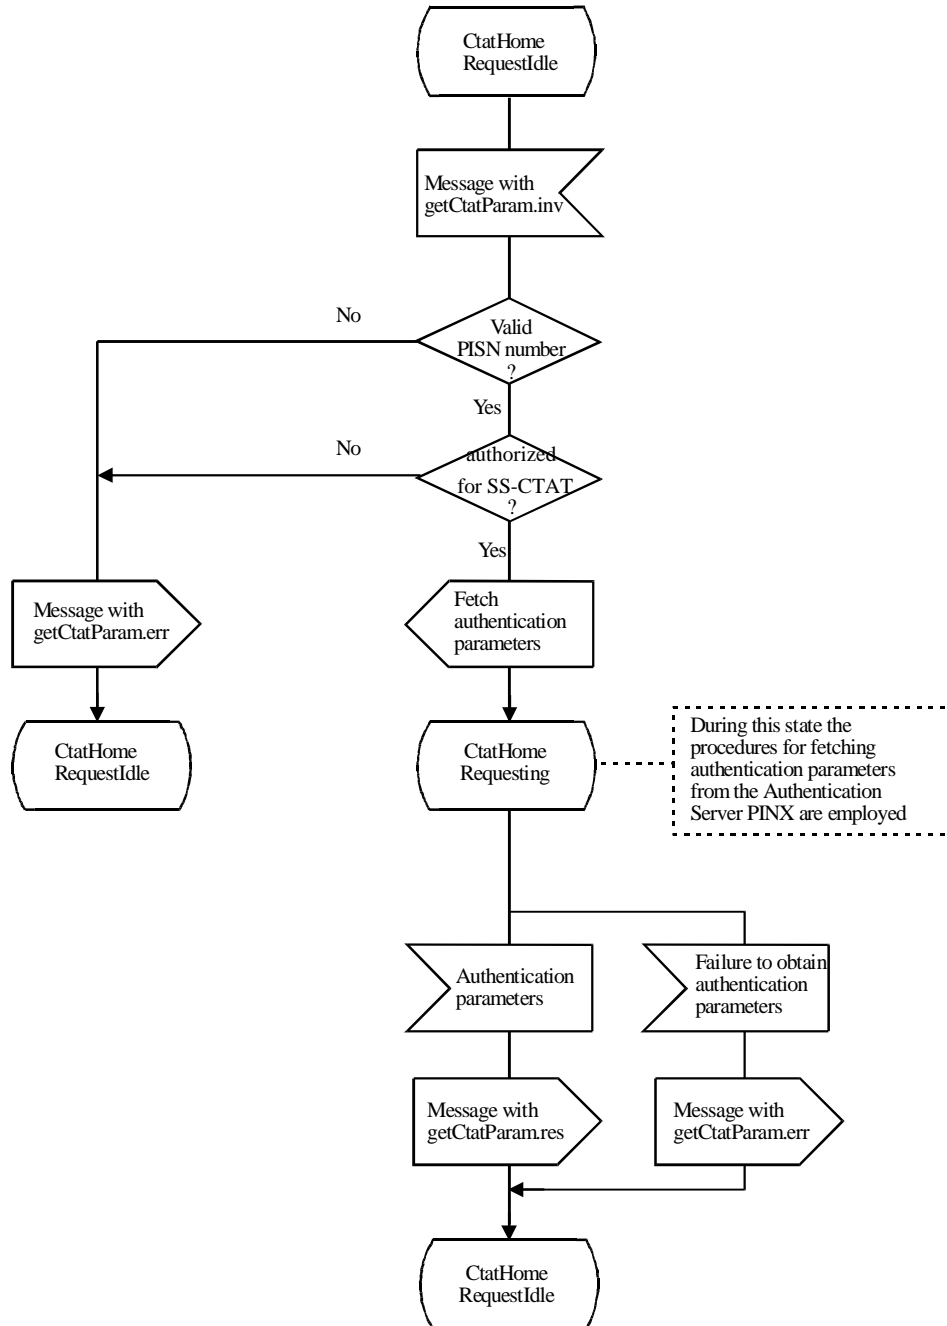 CtatHome
RequestIdle
Message with
getCtatParam.inv
No
Valid
PISN number
?
Yes
No
authorized
for SS-CTAT
?
Yes
Message with
getCtatParam.err
Fetch
authentication
parameters
CtatHome
RequestIdle
CtatHome
Requesting
During this state the
procedures for fetching
authentication parameters
from the Authentication
Server PINX are employed
Authentication
parameters
Failure to obtain
authentication
parameters
Message with
getCtatParam.res
Message with
getCtatParam.err
CtatHome
RequestIdle